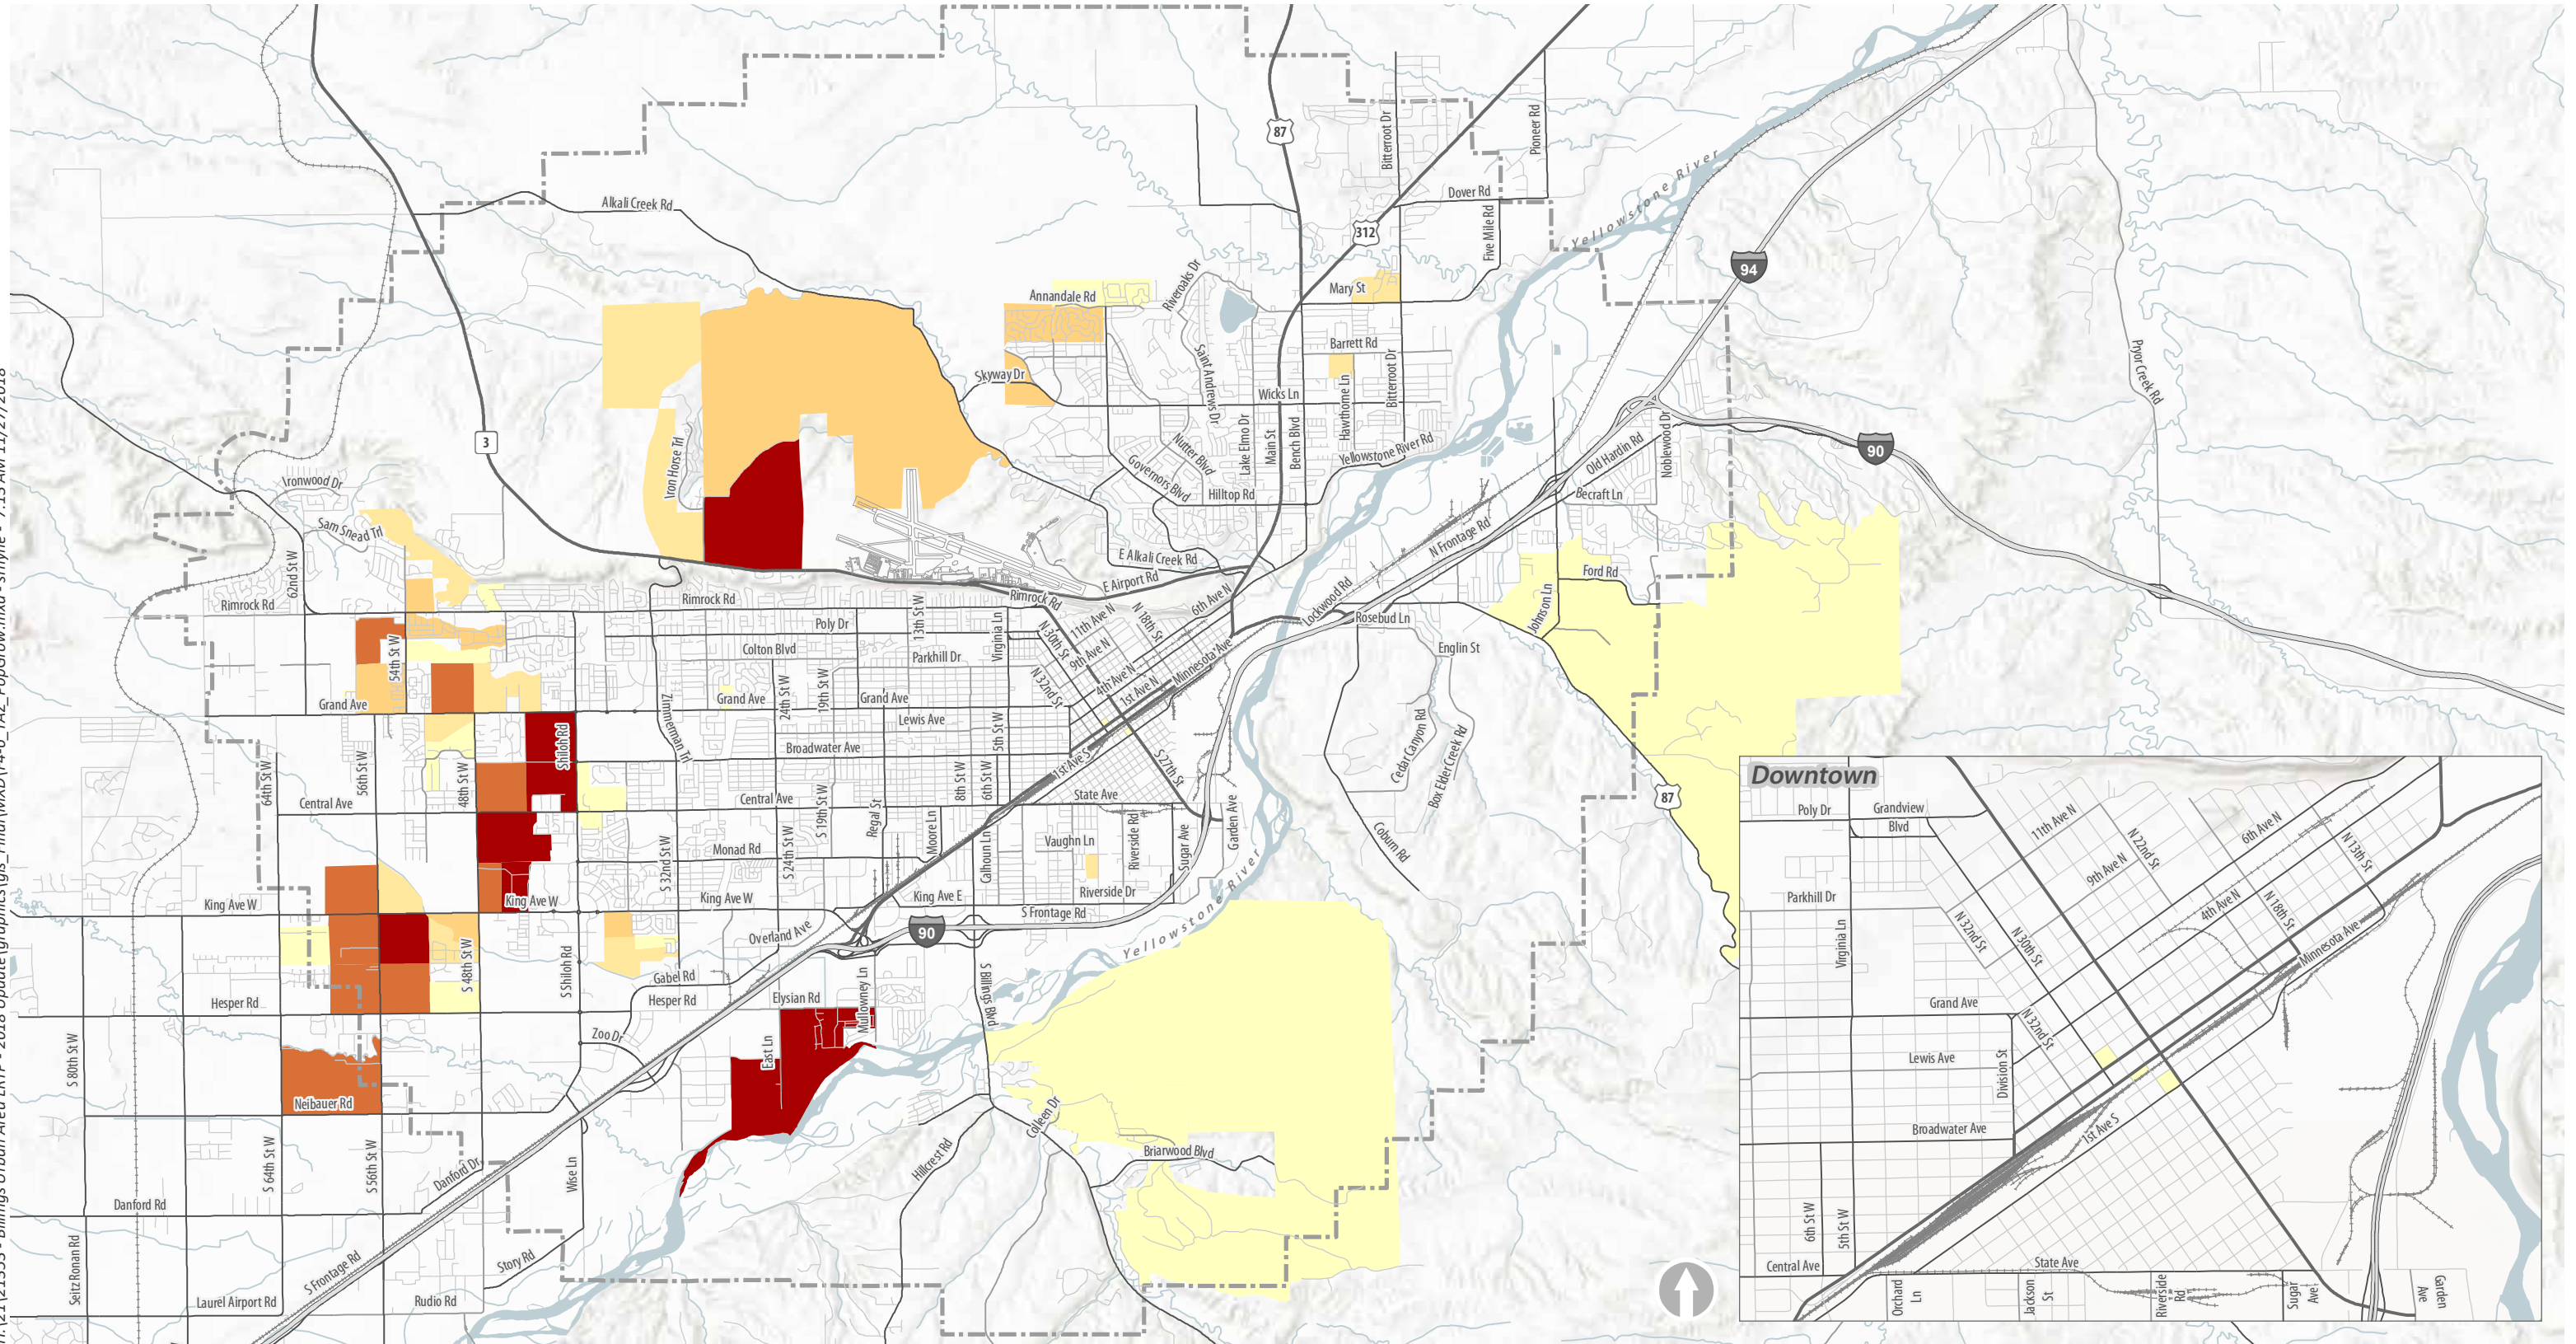 87
Bitterroot Dr
Pioneer Rd
Yellowstone River
Alkali Creek Rd
Dover Rd
312
Five Mile Rd
94
Annandale Rd
Riveroaks Dr
Mary St
Saint Andrews Dr
Barrett Rd
Pryor Creek Rd
Skyway Dr
Wicks Ln
Hawthorne Ln
Bitterroot Dr
3
Iron Horse Trl
Lake Elmo Dr
Main St
Bench Blvd
Nutter Blvd
Governors Blvd
Yellowstone River Rd
Old Hardin Rd
Noblewood Dr
90
Ironwood Dr
Hilltop Rd
Becraft Ln
Sam Snead Trl
N Frontage Rd
62nd St W
E Alkali Creek Rd
E Airport Rd
Ford Rd
Rimrock Rd
Rimrock Rd
Rimrock Rd
13th St W
11th Ave N
N 18th St
6th Ave N
Lockwood Rd
Johnson Ln
Poly Dr
Virginia Ln
N 30th St
Rosebud Ln
54th St W
Colton Blvd
Parkhill Dr
9th Ave N
Englin St
N 32nd St
4th Ave N
1st Ave N
Minnesota Ave
Grand Ave
Zimmerman Trl
Grand Ave
24th St W
19th St W
Grand Ave
Lewis Ave
5th St W
Shiloh Rd
Broadwater Ave
S 27th St
Cedar Canyon Rd
Box Elder Creek Rd
56th St W
64th St W
48th St W
1st Ave S
8th St W
6th St W
Central Ave
Central Ave
S 19th St W
Regal St
State Ave
Garden Ave
87
Moore Ln
Calhoun Ln
Vaughn Ln
Riverside Rd
Sugar Ave
Coburn Rd
S 32nd St W
Monad Rd
S 24th St W
King Ave W
King Ave W
King Ave W
King Ave E
Riverside Dr
S Frontage Rd
90
Overland Ave
Yellowstone River
S 48th St W
S Shiloh Rd
Gabel Rd
Hesper Rd
Hesper Rd
Elysian Rd
Mullowney Ln
S Billings Blvd
Zoo Dr
East Ln
S 80th St W
Neibauer Rd
Colleen Dr
Hillcrest Rd
Briarwood Blvd
S 64th St W
S 56th St W
Danford Dr
Wise Ln
Danford Rd
Seitz Ronan Rd
S Frontage Rd
Story Rd
Laurel Airport Rd
Rudio Rd
Downtown
Poly Dr
Grandview
Blvd
11th Ave N
N 22nd St
6th Ave N
N 13th St
9th Ave N
Parkhill Dr
4th Ave N
N 18th St
N 32nd St
N 30th St
Virginia Ln
Minnesota Ave
Grand Ave
N 32nd St
Lewis Ave
Division St
Broadwater Ave
1st Ave S
6th St W
5th St W
Central Ave
State Ave
Orchard
Ln
Jackson
St
Riverside
Rd
Sugar
Ave
Garden
Ave